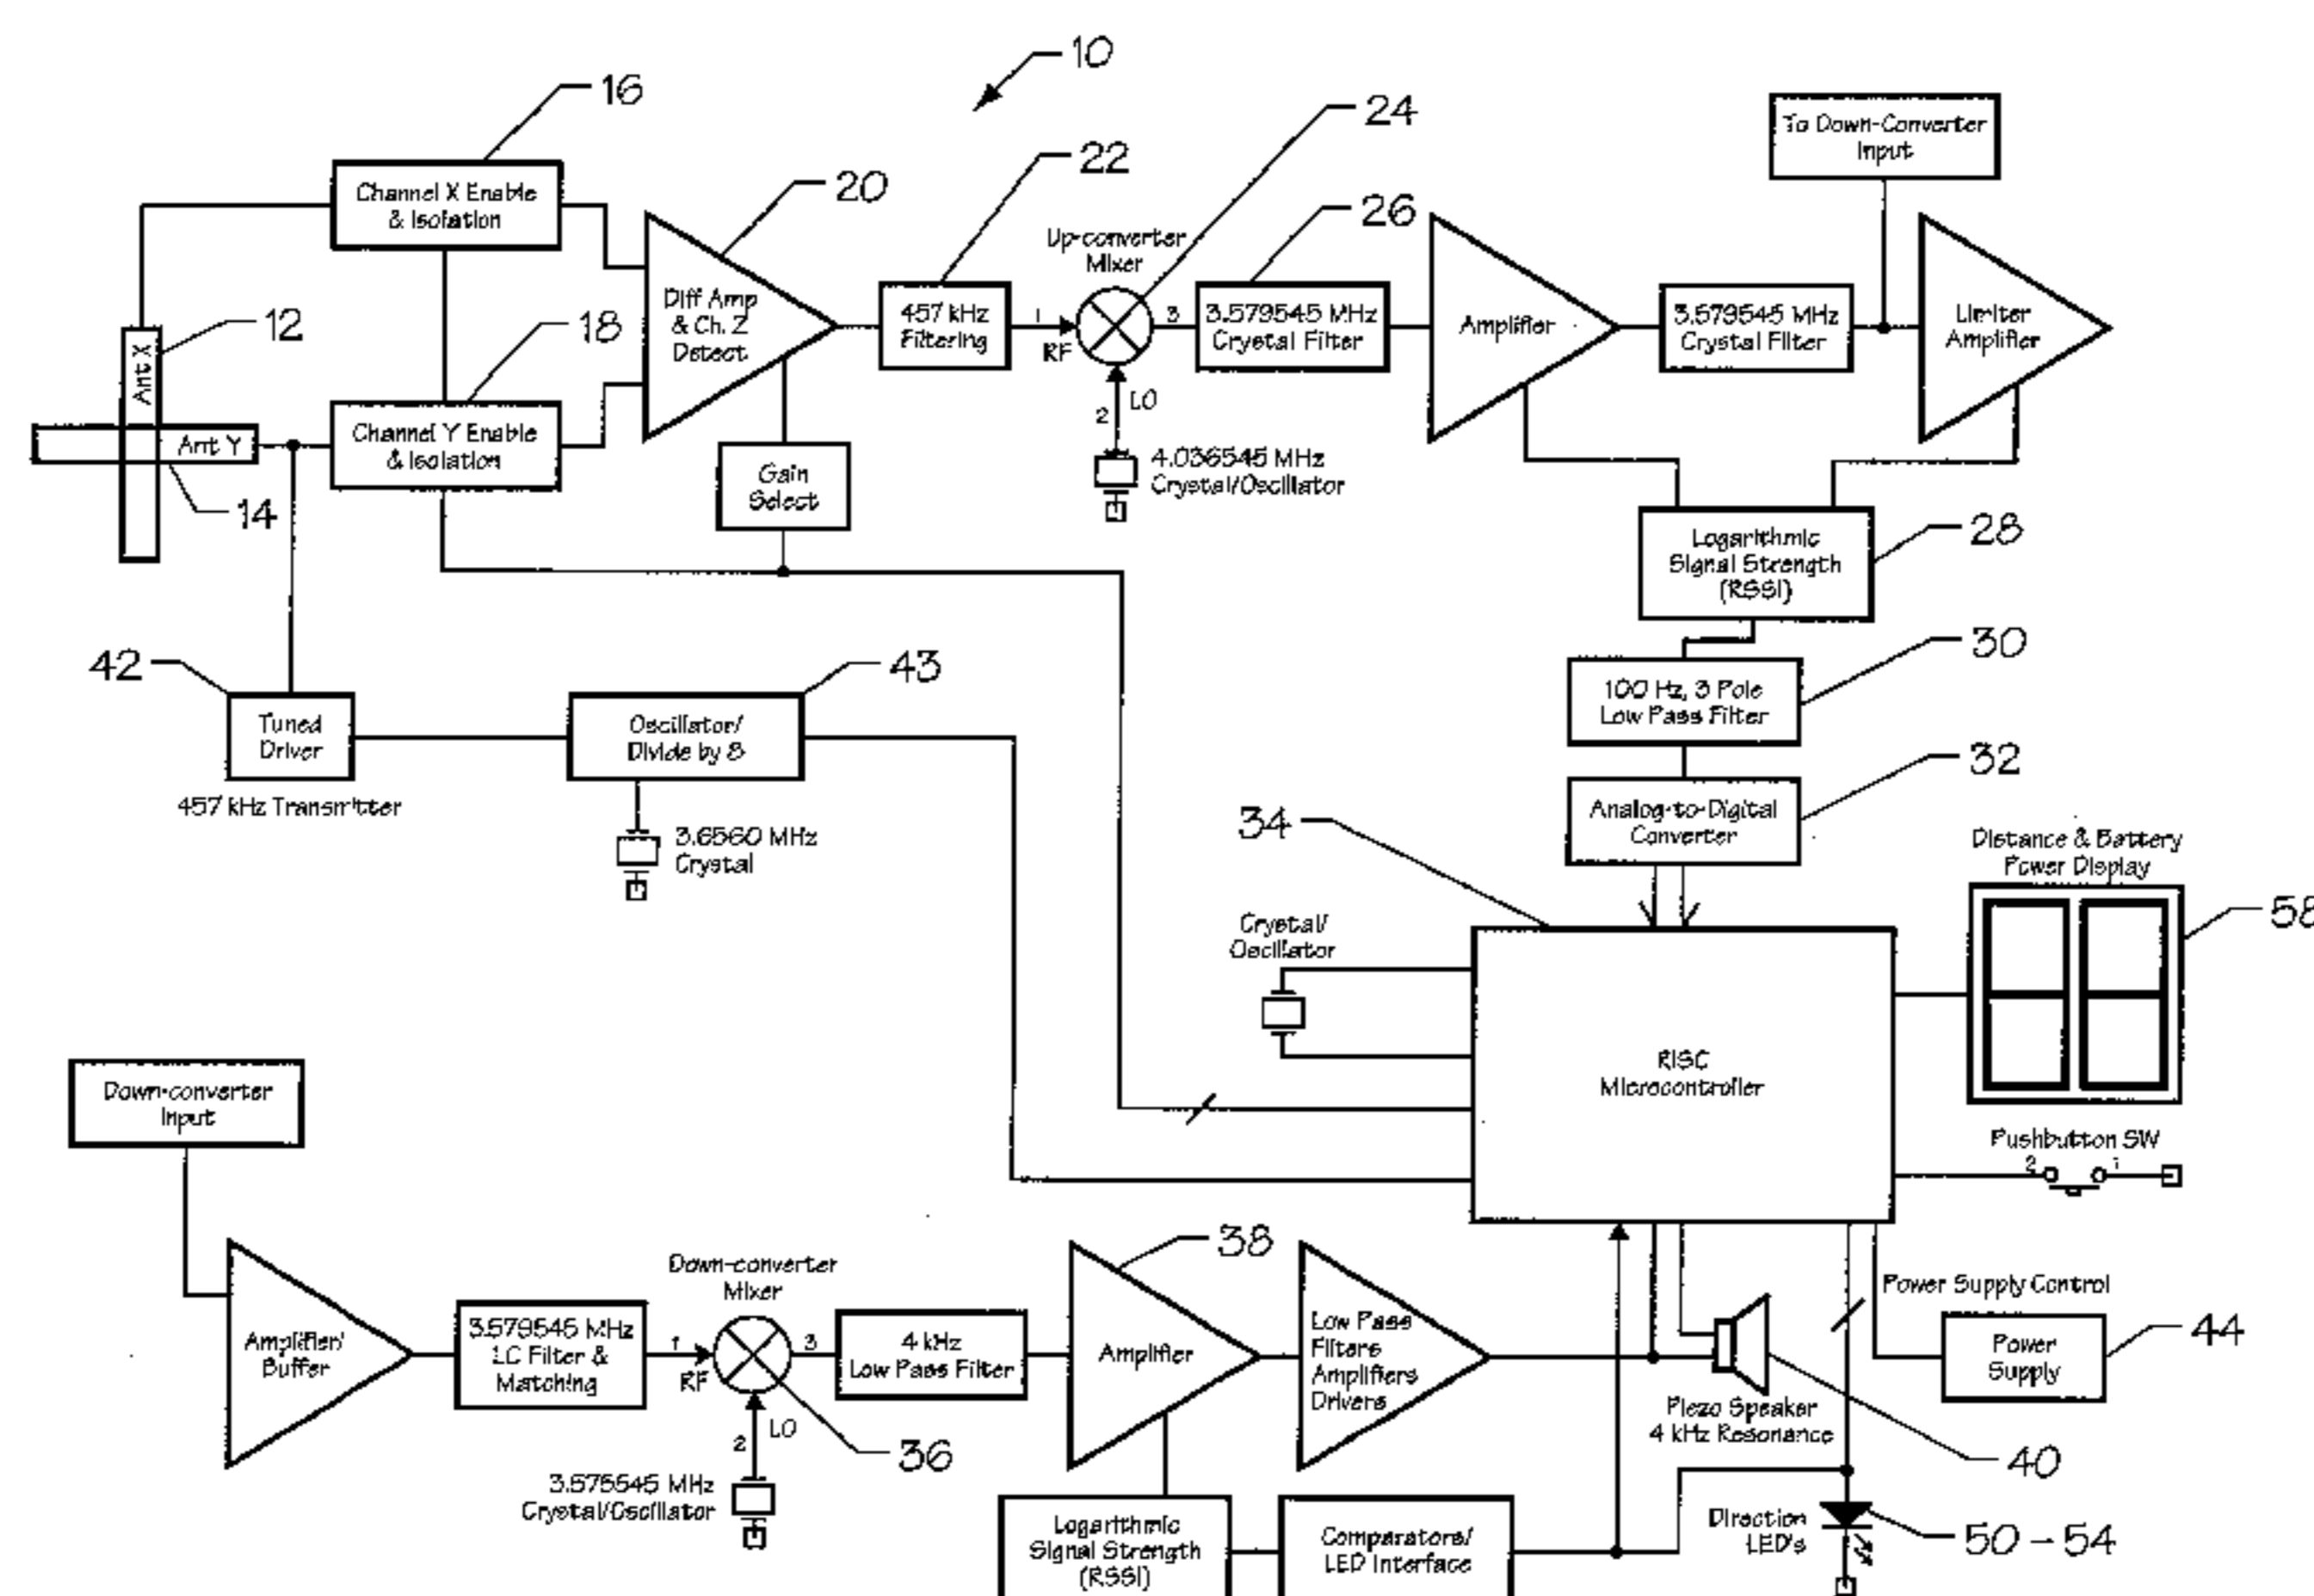 10
16
24
To Down-Converter
Input
22
20
Channel X Enable
& Isolation
26
Up-converter
Mixer
12
18
Diff Amp
& Ch. Z
Detect
457 kHz
Filtering
1
RF
3
3.579545 MHz
Crystal Filter
Amplifier
3.579545 MHz
Crystal Filter
Limiter
Amplifier
Ant X
2
LO
Ant Y
Channel Y Enable
& Isolation
Gain
Select
4.036545 MHz
Crystal/Oscillator
14
Logarithmic
Signal Strength
(RSSI)
28
42
43
30
100 Hz, 3 Pole
Low Pass Filter
Tuned
Driver
Oscillator/
Divide by 8
32
457 kHz Transmitter
34
Analog-to-Digital
Converter
3.6560 MHz
Crystal
Distance & Battery
Power Display
58
Crystal/
Oscillator
RISC
Microcontroller
Down-converter
Input
Pushbutton SW
2
1
38
Down-converter
Mixer
Power Supply Control
Amplifier/
Buffer
3.579545 MHz
LC Filter &
Matching
1
RF
3
4 kHz
Low Pass Filter
Amplifier
Low Pass
Filters
Amplifiers
Drivers
Power
Supply
44
2
LO
Piezo Speaker
4 kHz Resonance
36
40
3.575545 MHz
Crystal/Oscillator
Logarithmic
Signal Strength
(RSSI)
Comparators/
LED Interface
Direction
LED's
50 - 54